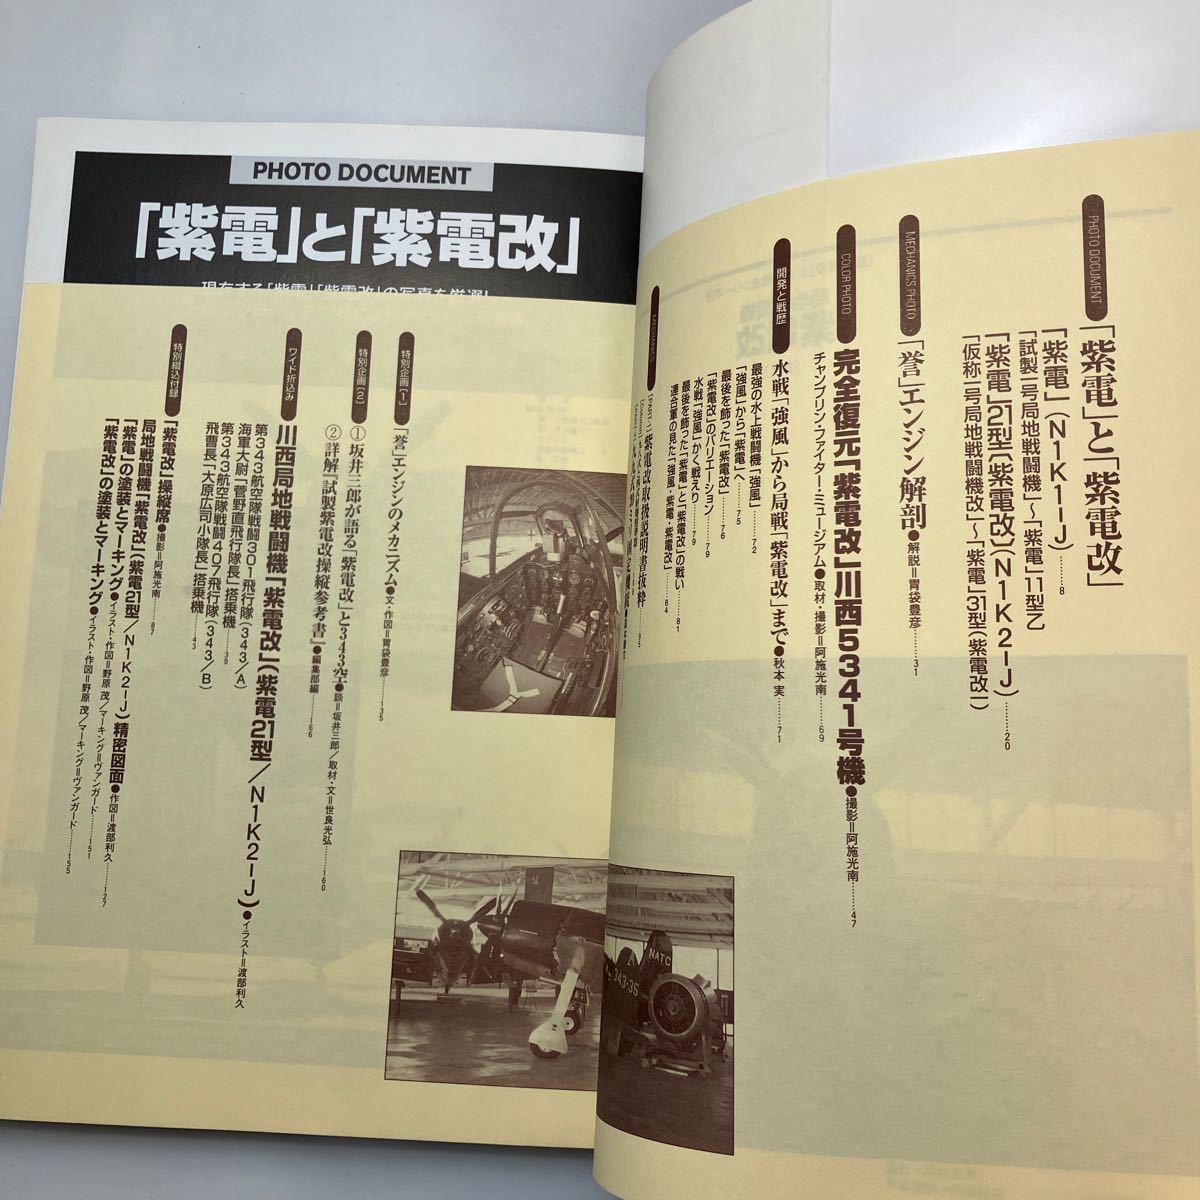 PHOTO DOCUMENT
「紫電」と「紫電改」
「紫電」(N1K1-J)……8
「試製一号局地戦闘機」〜「紫電」11型乙
「紫電」21型(「紫電改」)(N1K2-J)……20
「仮称一号局地戦闘機改」〜「紫電」31型(紫電改一)
MECHANICS PHOTO
「誉」エンジン解剖●解説=胃袋豊彦……31
COLOR PHOTO
完全復元「紫電改」川西5341号機●撮影=阿施光南……47
チャンプリン・ファイター・ミュージアム●取材・撮影=阿施光南……69
開発と戦歴
水戦「強風」から局戦「紫電改」まで●秋本 実……71
最強の水上戦闘機「強風」……72
「強風」から「紫電」へ……75
最後を飾った「紫電改」……76
「紫電改」のバリエーション……79
水戦「強風」かく戦えり……79
最後を飾った「紫電」と「紫電改」の戦い……81
連合軍の見た「強風・紫電・紫電改」……84
MECHANICS
紫電改取扱説明書抜粋
PHOTO DOCUMENT
「紫電」と「紫電改」
現存する「紫電」「紫電改」の写真を厳選!
特別企画(1)
「誉」エンジンのメカニズム●文・作図=胃袋豊彦……135
特別企画(2)
①坂井三郎が語る「紫電改」と343空●談=坂井三郎/取材・文=世良光弘……160
②詳解『試製紫電改操縦参考書』●編集部編……166
ワイド折込み
川西局地戦闘機「紫電改」(紫電21型/N1K2-J)●イラスト=渡部利久
第343航空隊戦闘301飛行隊(343/A)
海軍大尉「菅野直飛行隊長」搭乗機……39
第343航空隊戦闘407飛行隊(343/B)
飛曹長「大原広司小隊長」搭乗機……43
特別綴込付録
「紫電改」操縦席●撮影=阿施光南……87
局地戦闘機「紫電改」(紫電21型/N1K2-J)精密図面●作図=渡部利久……127
「紫電」の塗装とマーキング●イラスト・作図=野原 茂/マーキング=ヴァンガード……151
「紫電改」の塗装とマーキング●イラスト・作図=野原 茂/マーキング=ヴァンガード……155
NATC
A
343-35